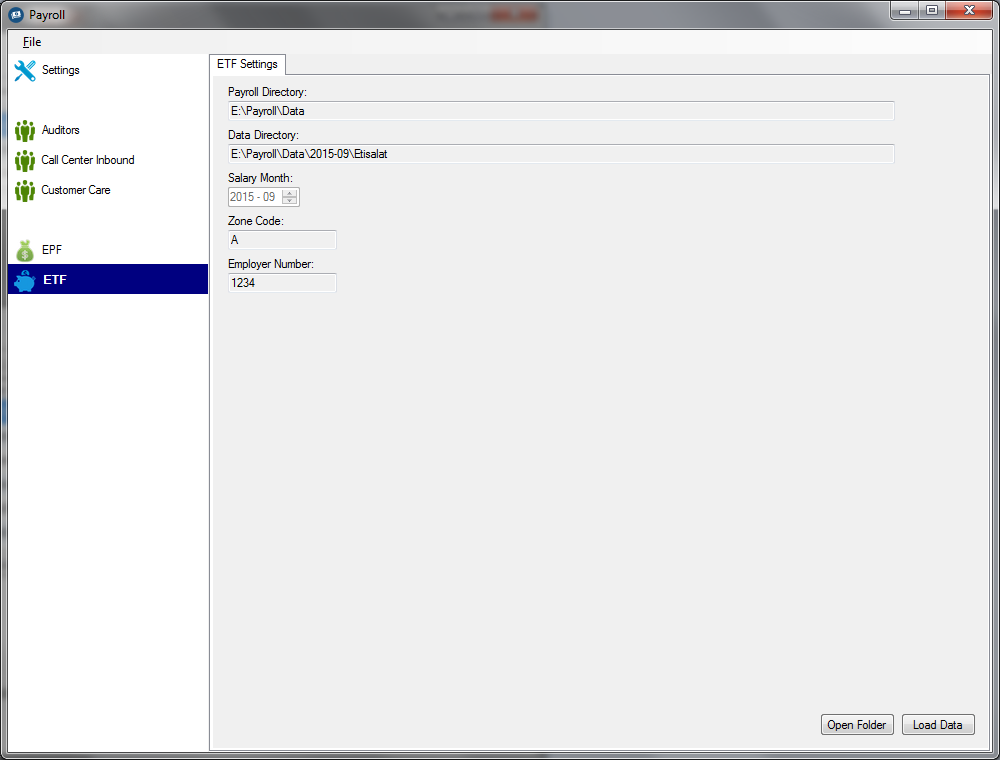 Payroll
File
Settings
Auditors
Call Center Inbound
Customer Care
EPF
ETF
ETF Settings
Payroll Directory:
E:\Payroll\Data
Data Directory:
E:\Payroll\Data\2015-09\Etisalat
Salary Month:
2015 - 09
Zone Code:
A
Employer Number:
1234
Open Folder
Load Data